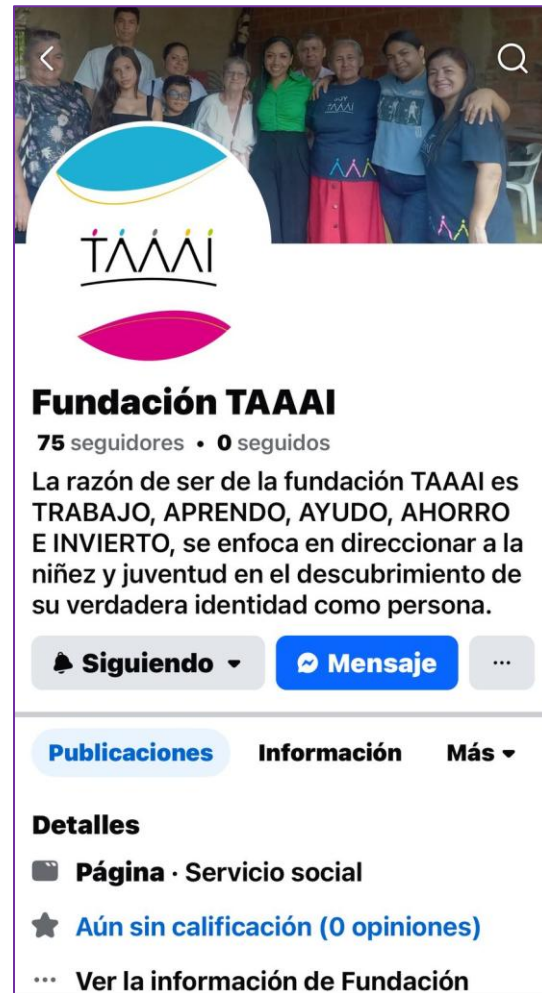 TAAAI
TAAAI
Fundación TAAAI
75 seguidores • 0 seguidos
La razón de ser de la fundación TAAAI es
TRABAJO, APRENDO, AYUDO, AHORRO
E INVIERTO, se enfoca en direccionar a la
niñez y juventud en el descubrimiento de
su verdadera identidad como persona.
Siguiendo
Mensaje
...
Publicaciones Información Más
Detalles
Página · Servicio social
Aún sin calificación (0 opiniones)
... Ver la información de Fundación